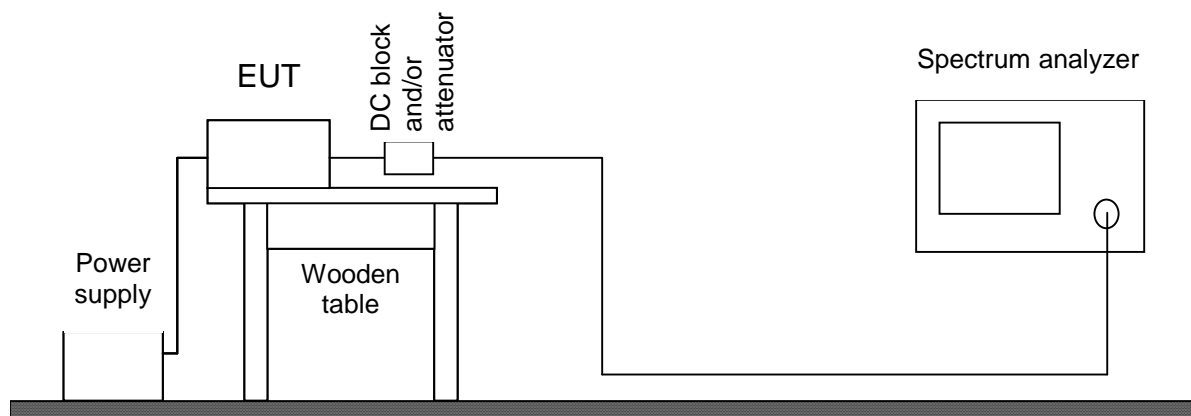 EUT
DC block
and/or
attenuator
Spectrum analyzer
Power
supply
Wooden
table